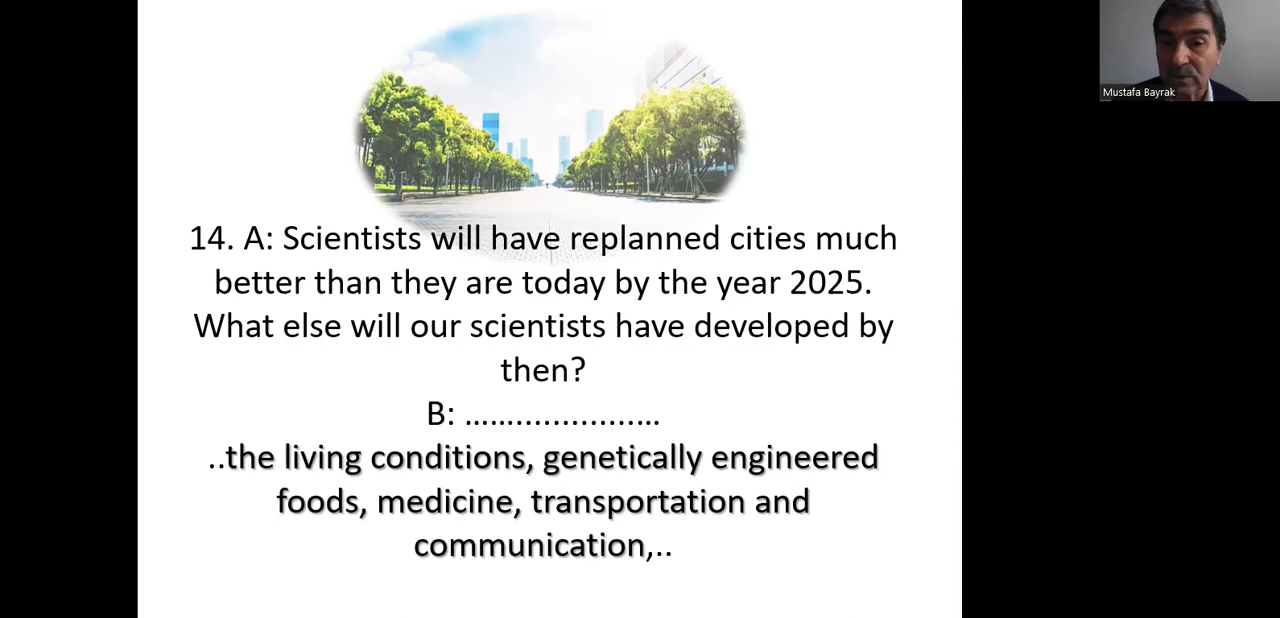 14. A: Scientists will have replanned cities much
better than they are today by the year 2025.
What else will our scientists have developed by
then?
B: ........................
..the living conditions, genetically engineered
foods, medicine, transportation and
communication,..
Mustafa Bayrak